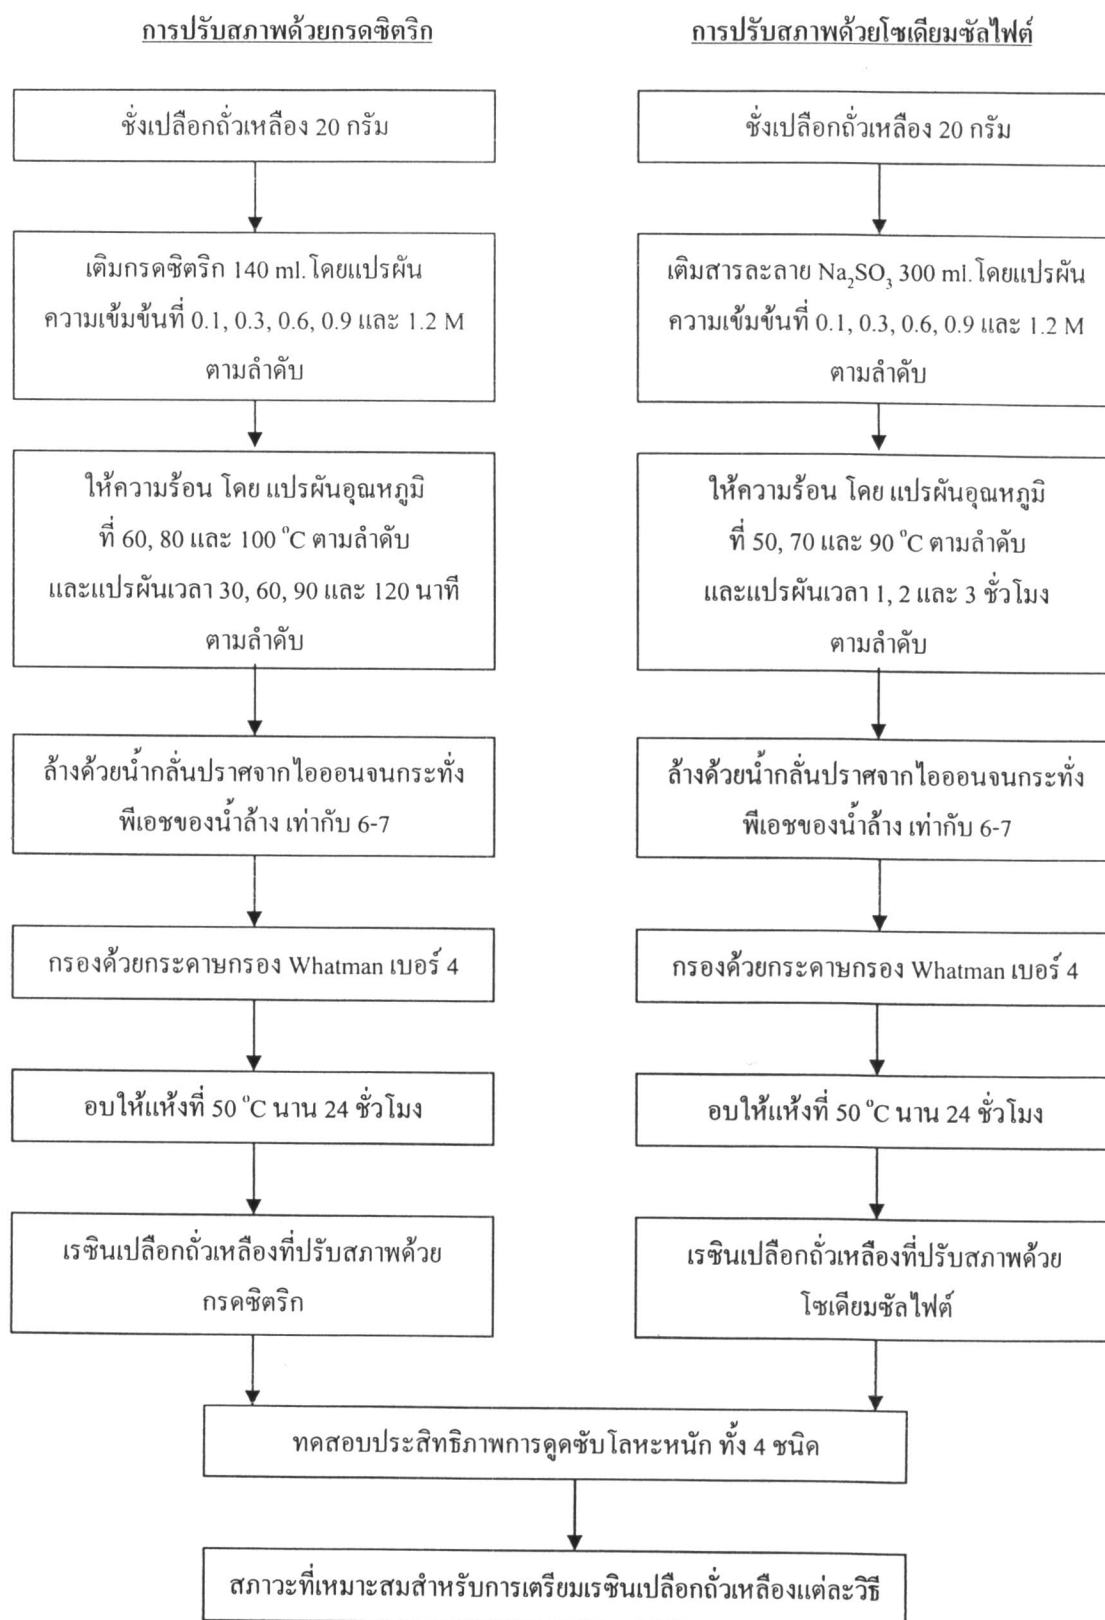 การปรับสภาพด้วยกรดซิตริก
ชั่งเปลือกถั่วเหลือง 20 กรัม
เติมกรดซิตริก 140 ml. โดยแปรผัน
ความเข้มข้นที่ 0.1, 0.3, 0.6, 0.9 และ 1.2 M
ตามลำดับ
ให้ความร้อน โดย แปรผันอุณหภูมิ
ที่ 60, 80 และ 100 °C ตามลำดับ
และแปรผันเวลา 30, 60, 90 และ 120 นาที
ตามลำดับ
ล้างด้วยน้ำกลั่นปราศจากไอออนจนกระทั่ง
พีเอชของน้ำล้าง เท่ากับ 6-7
กรองด้วยกระดาษกรอง Whatman เบอร์ 4
อบให้แห้งที่ 50 °C นาน 24 ชั่วโมง
เรซินเปลือกถั่วเหลืองที่ปรับสภาพด้วย
กรดซิตริก
การปรับสภาพด้วยโซเดียมซัลไฟต์
ชั่งเปลือกถั่วเหลือง 20 กรัม
เติมสารละลาย Na₂SO₃ 300 ml. โดยแปรผัน
ความเข้มข้นที่ 0.1, 0.3, 0.6, 0.9 และ 1.2 M
ตามลำดับ
ให้ความร้อน โดย แปรผันอุณหภูมิ
ที่ 50, 70 และ 90 °C ตามลำดับ
และแปรผันเวลา 1, 2 และ 3 ชั่วโมง
ตามลำดับ
ล้างด้วยน้ำกลั่นปราศจากไอออนจนกระทั่ง
พีเอชของน้ำล้าง เท่ากับ 6-7
กรองด้วยกระดาษกรอง Whatman เบอร์ 4
อบให้แห้งที่ 50 °C นาน 24 ชั่วโมง
เรซินเปลือกถั่วเหลืองที่ปรับสภาพด้วย
โซเดียมซัลไฟต์
ทดสอบประสิทธิภาพการดูดซับโลหะหนัก ทั้ง 4 ชนิด
สภาวะที่เหมาะสมสำหรับการเตรียมเรซินเปลือกถั่วเหลืองแต่ละวิธี